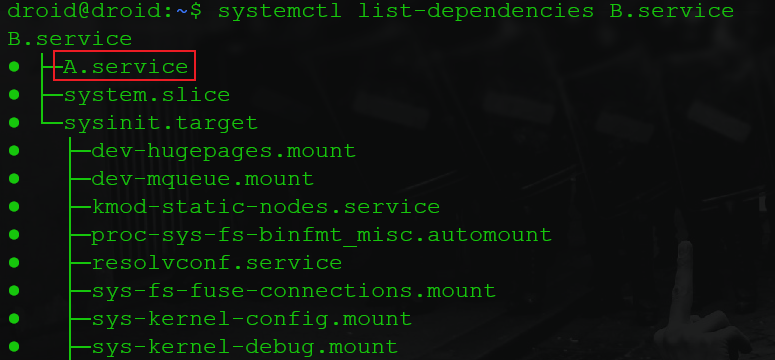 droid@droid:~$ systemctl list-dependencies B.service
B.service
● ├─A.service
● ├─system.slice
● └─sysinit.target
●   ├─dev-hugepages.mount
●   ├─dev-mqueue.mount
●   ├─kmod-static-nodes.service
●   ├─proc-sys-fs-binfmt_misc.automount
●   ├─resolvconf.service
●   ├─sys-fs-fuse-connections.mount
●   ├─sys-kernel-config.mount
●   ├─sys-kernel-debug.mount